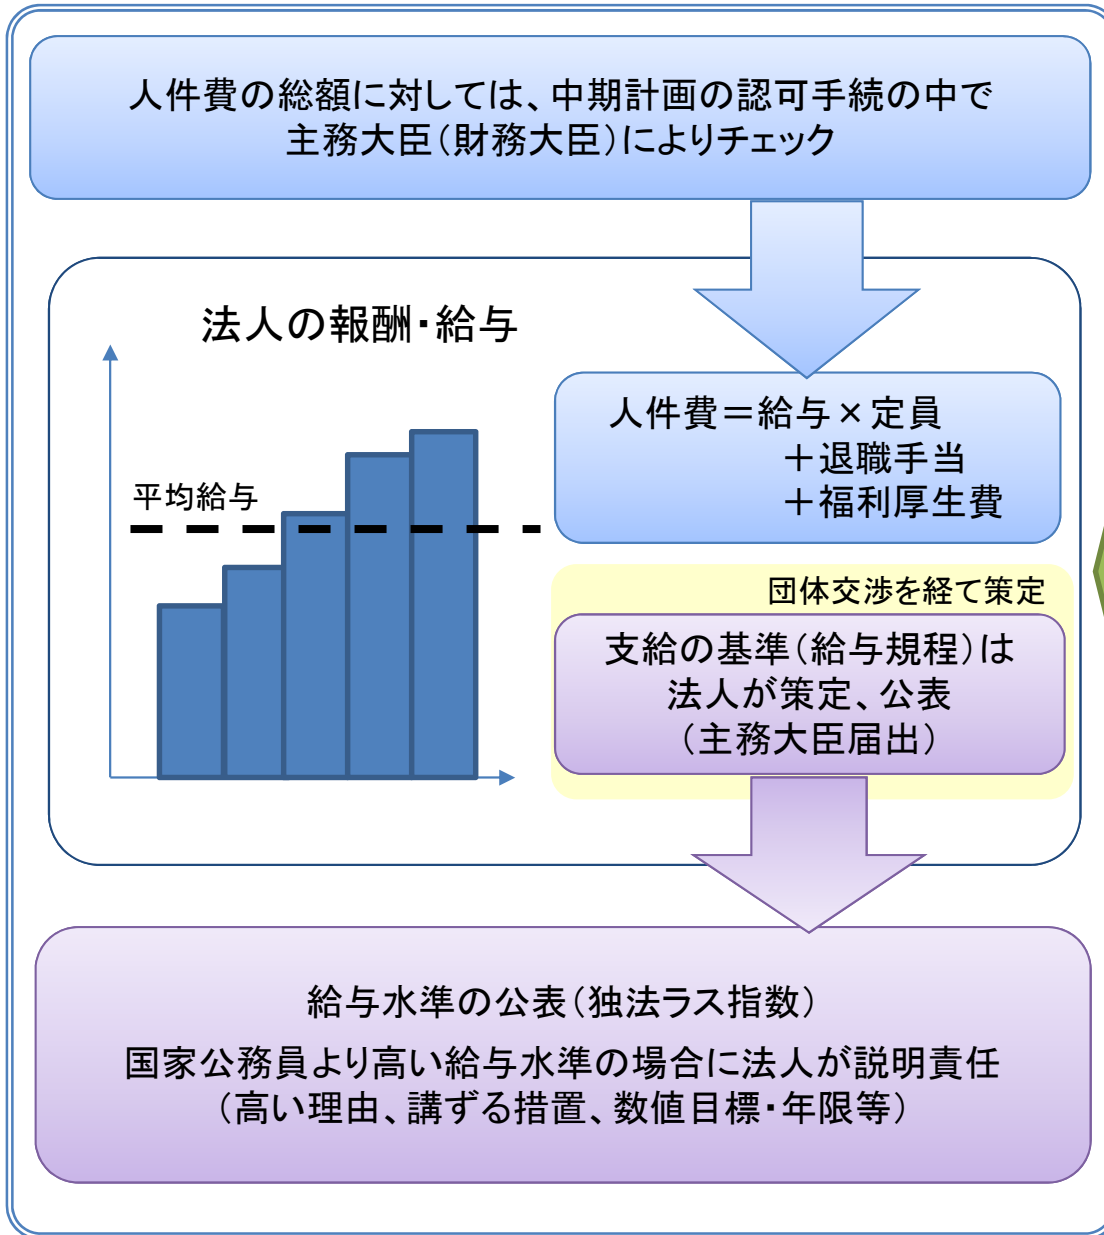 人件費の総額に対しては、中期計画の認可手続の中で
主務大臣(財務大臣)によりチェック
法人の報酬・給与
平均給与
人件費＝給与×定員
＋退職手当
＋福利厚生費
団体交渉を経て策定
支給の基準(給与規程)は
法人が策定、公表
(主務大臣届出)
給与水準の公表(独法ラス指数)
国家公務員より高い給与水準の場合に法人が説明責任
(高い理由、講ずる措置、数値目標・年限等)